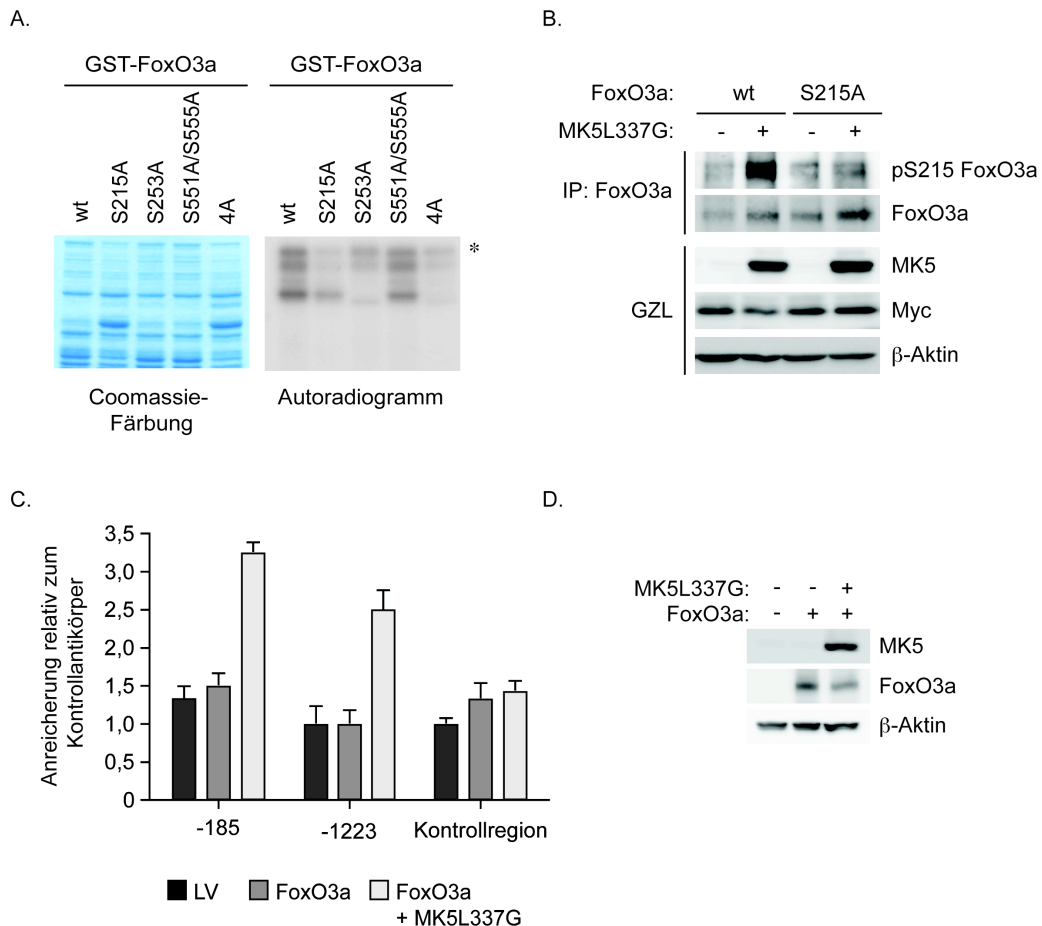 A.
GST-FoxO3a
GST-FoxO3a
wt
S215A
S253A
S551A/S555A
4A
wt
S215A
S253A
S551A/S555A
4A
*
Coomassie-
Färbung
Autoradiogramm
B.
FoxO3a: wt S215A
MK5L337G: - + - +
IP: FoxO3a
pS215 FoxO3a
FoxO3a
GZL
MK5
Myc
β-Aktin
C.
Anreicherung relativ zum
Kontrollantikörper
3,5
3,0
2,5
2,0
1,5
1,0
0,5
0
-185
-1223
Kontrollregion
LV
FoxO3a
FoxO3a
+ MK5L337G
D.
MK5L337G: - - +
FoxO3a: - + +
MK5
FoxO3a
β-Aktin